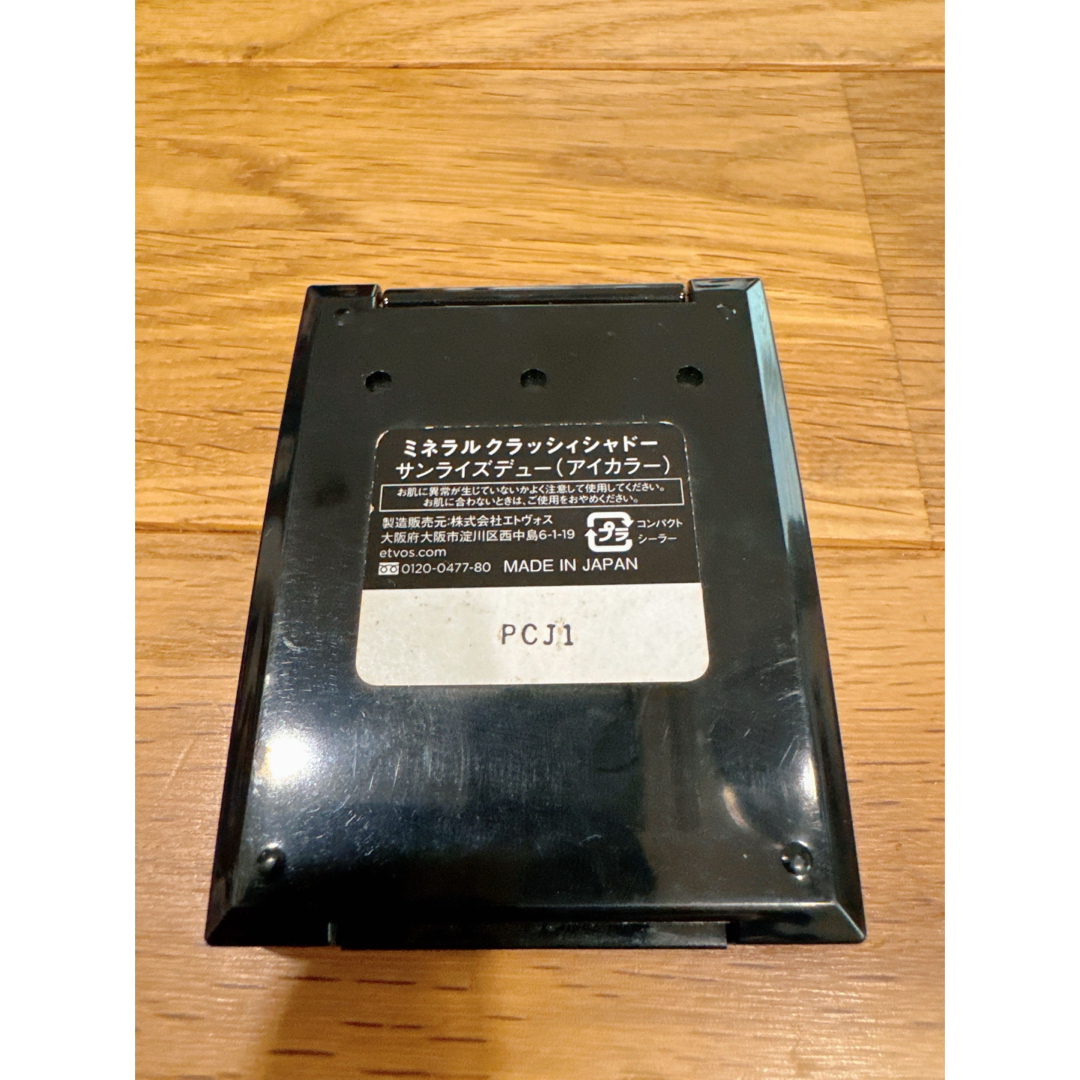 ミネラルクラッシィシャドー
サンライズデュー(アイカラー)
お肌に異常が生じていないかよく注意して使用してください。
お肌に合わないときは、ご使用をおやめください。
製造販売元:株式会社エトヴォス
大阪府大阪市淀川区西中島6-1-19
etvos.com
0120-0477-80 MADE IN JAPAN
プラ
コンパクト
シーラー
PCJ1